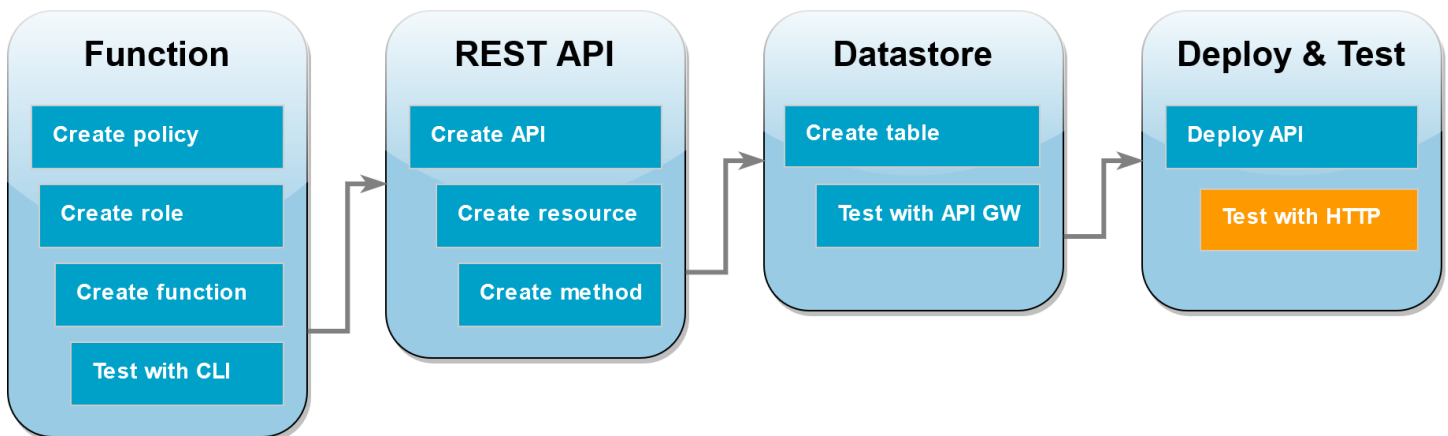 Function
Create policy
Create role
Create function
Test with CLI
REST API
Create API
Create resource
Create method
Datastore
Create table
Test with API GW
Deploy & Test
Deploy API
Test with HTTP